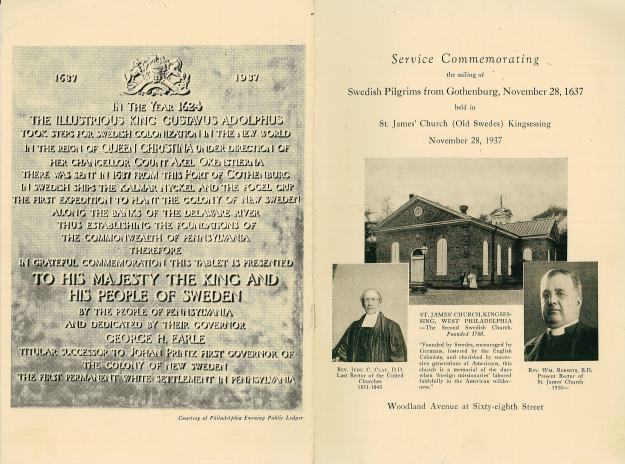 1637 1937
IN THE YEAR 1624
THE ILLUSTRIOUS KING GUSTAVUS ADOLPHUS
TOOK STEPS FOR SWEDISH COLONIZATION IN THE NEW WORLD
IN THE REIGN OF QUEEN CHRISTINA UNDER DIRECTION OF
HER CHANCELLOR COUNT AXEL OXENSTIERNA
THERE WAS SENT IN 1637 FROM THIS PORT OF GOTHENBURG
IN SWEDISH SHIPS THE KALMAR NYCKEL AND THE FOGEL GRIP
THE FIRST EXPEDITION TO PLANT THE COLONY OF NEW SWEDEN
ALONG THE BANKS OF THE DELAWARE RIVER
THUS ESTABLISHING THE FOUNDATIONS OF
THE COMMONWEALTH OF PENNSYLVANIA
THEREFORE
IN GRATEFUL COMMEMORATION THIS TABLET IS PRESENTED
TO HIS MAJESTY THE KING AND
HIS PEOPLE OF SWEDEN
BY THE PEOPLE OF PENNSYLVANIA
AND DEDICATED BY THEIR GOVERNOR
GEORGE H. EARLE
TITULAR SUCCESSOR TO JOHAN PRINTZ FIRST GOVERNOR OF
THE COLONY OF NEW SWEDEN
THE FIRST PERMANENT WHITE SETTLEMENT IN PENNSYLVANIA
Courtesy of Philadelphia Evening Public Ledger
Service Commemorating
the sailing of
Swedish Pilgrims from Gothenburg, November 28, 1637
held in
St. James' Church (Old Swedes) Kingsessing
November 28, 1937
ST. JAMES' CHURCH, KINGSES-
SING, WEST PHILADELPHIA
—The Second Swedish Church.
Founded 1760.
"Founded by Swedes, encouraged by
Germans, fostered by the English
Colonists, and cherished by succes-
sive generations of Americans, this
church is a memorial of the days
when 'foreign missionaries' labored
faithfully in the American wilder-
ness."
REV. JEHU C. CLAY, D.D.
Last Rector of the United
Churches
1831-1843
REV. WM. ROBERTS, B.D.
Present Rector of
St. James' Church
1930—
Woodland Avenue at Sixty-eighth Street